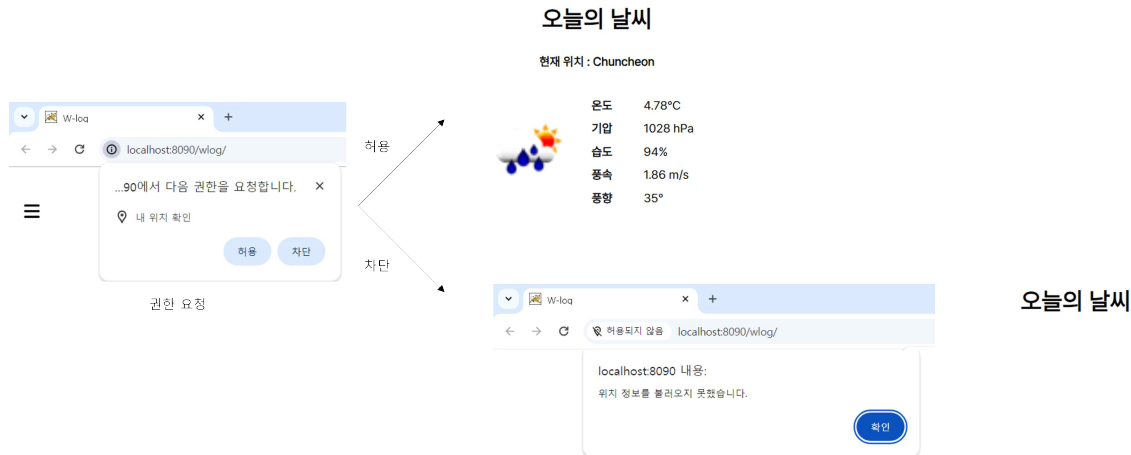 오늘의 날씨
현재 위치 : Chuncheon
온도 4.78°C
기압 1028 hPa
습도 94%
풍속 1.86 m/s
풍향 35°
W-log
localhost:8090/wlog/
...90에서 다음 권한을 요청합니다.
내 위치 확인
허용 차단
권한 요청
허용
차단
W-log
허용되지 않음 localhost:8090/wlog/
localhost:8090 내용:
위치 정보를 불러오지 못했습니다.
확인
오늘의 날씨